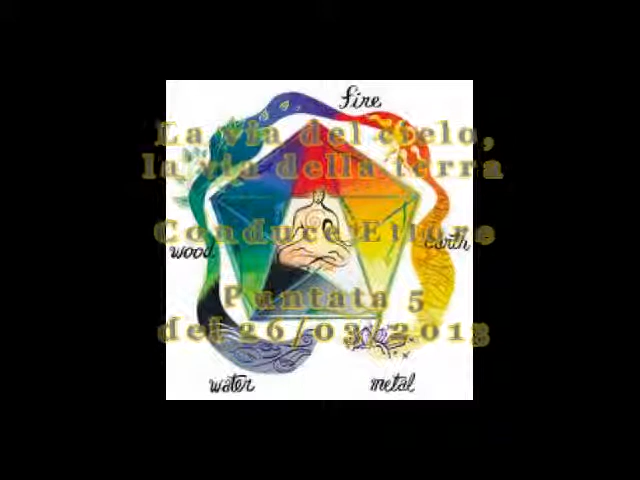 fire
La via del cielo,
la via della terra
Conduce Ettore
wood
earth
Puntata 5
del 26/03/2013
water
metal